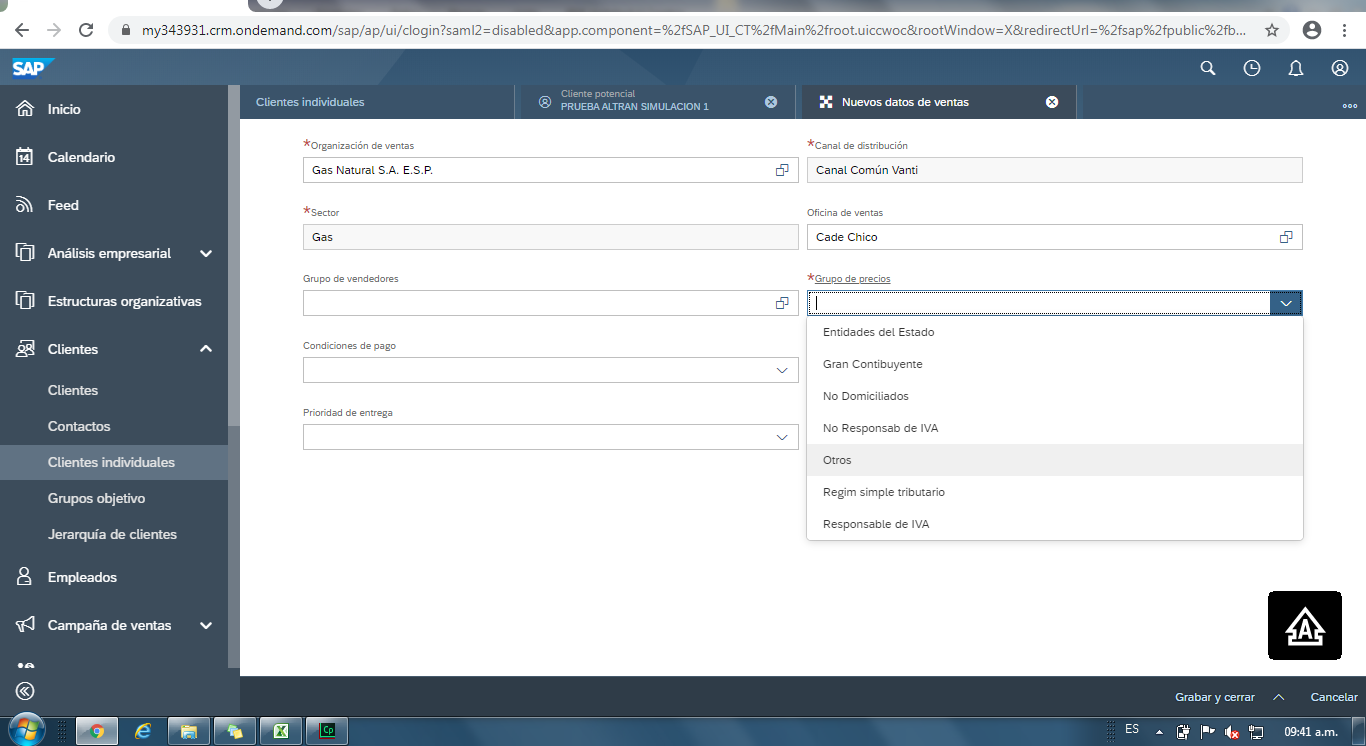 my343931.crm.ondemand.com/sap/ap/ui/clogin?saml2=disabled&app.component=%2fSAP_UI_CT%2fMain%2froot.uiccwoc&rootWindow=X&redirectUrl=%2fsap%2fpublic%2fb...
SAP
Inicio
14
Calendario
Feed
Análisis empresarial
Estructuras organizativas
Clientes
Clientes
Contactos
Clientes individuales
Grupos objetivo
Jerarquía de clientes
Empleados
Campaña de ventas
Clientes individuales
Cliente potencial
PRUEBA ALTRAN SIMULACION 1
Nuevos datos de ventas
*Organización de ventas
Gas Natural S.A. E.S.P.
*Canal de distribución
Canal Común Vanti
*Sector
Gas
Oficina de ventas
Cade Chico
Grupo de vendedores
*Grupo de precios
Entidades del Estado
Gran Contibuyente
No Domiciliados
No Responsab de IVA
Otros
Regim simple tributario
Responsable de IVA
Condiciones de pago
Prioridad de entrega
A
Grabar y cerrar
Cancelar
Cp
ES
09:41 a.m.